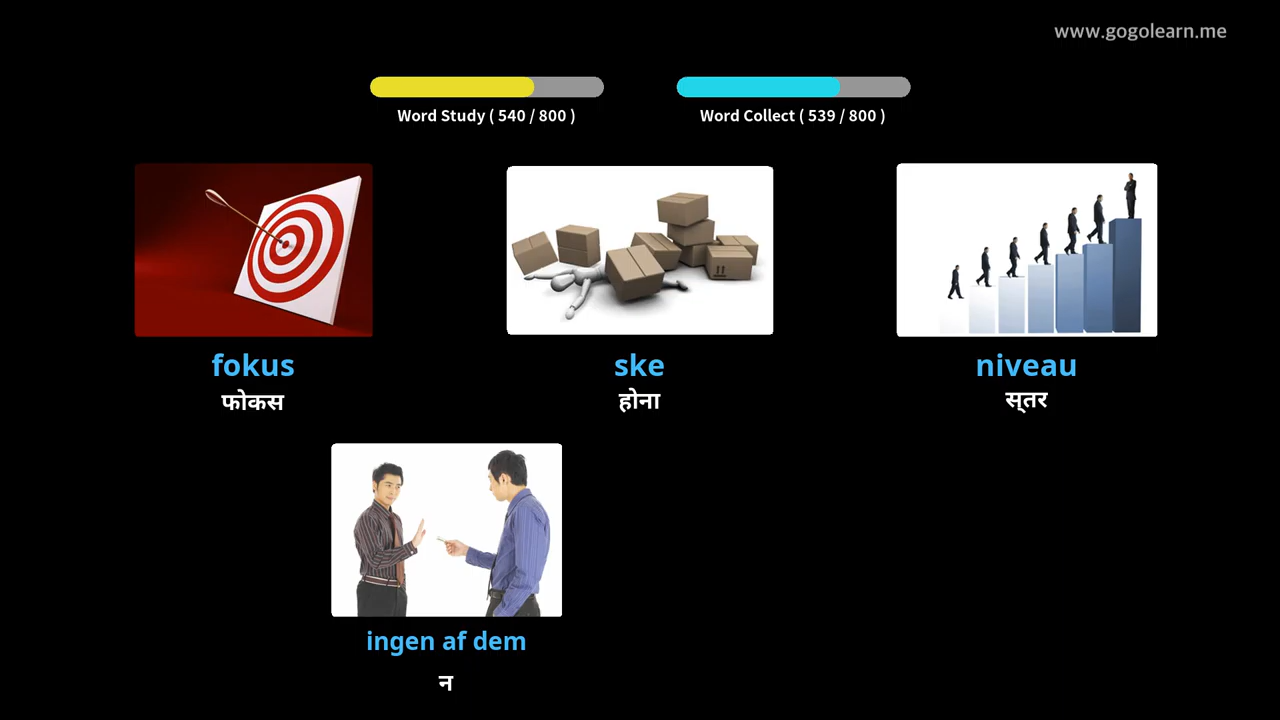 www.gogolearn.me
Word Study ( 540 / 800 )
Word Collect ( 539 / 800 )
fokus
फोकस
ske
होना
niveau
स्तर
ingen af dem
न